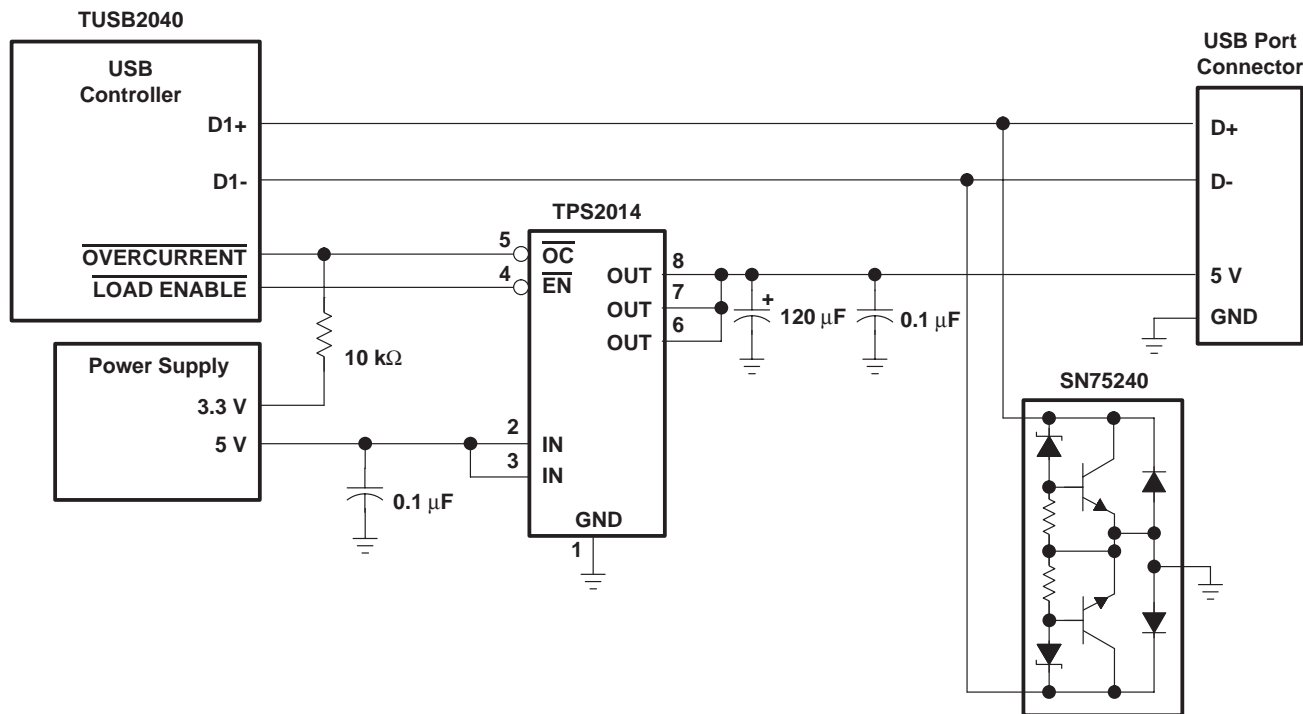 TUSB2040
USB
Controller
D1+
D1-
OVERCURRENT
LOAD ENABLE
Power Supply
3.3 V
5 V
10 kΩ
0.1 μF
TPS2014
5
OC
4
EN
2
IN
3
IN
GND
1
OUT
8
OUT
7
OUT
6
+
120 μF
0.1 μF
USB Port
Connector
D+
D-
5 V
GND
SN75240